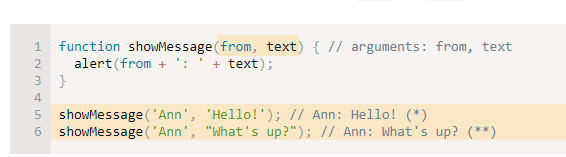 1 function showMessage(from, text) { // arguments: from, text
2   alert(from + ': ' + text);
3 }
4
5 showMessage('Ann', 'Hello!'); // Ann: Hello! (*)
6 showMessage('Ann', "What's up?"); // Ann: What's up? (**)